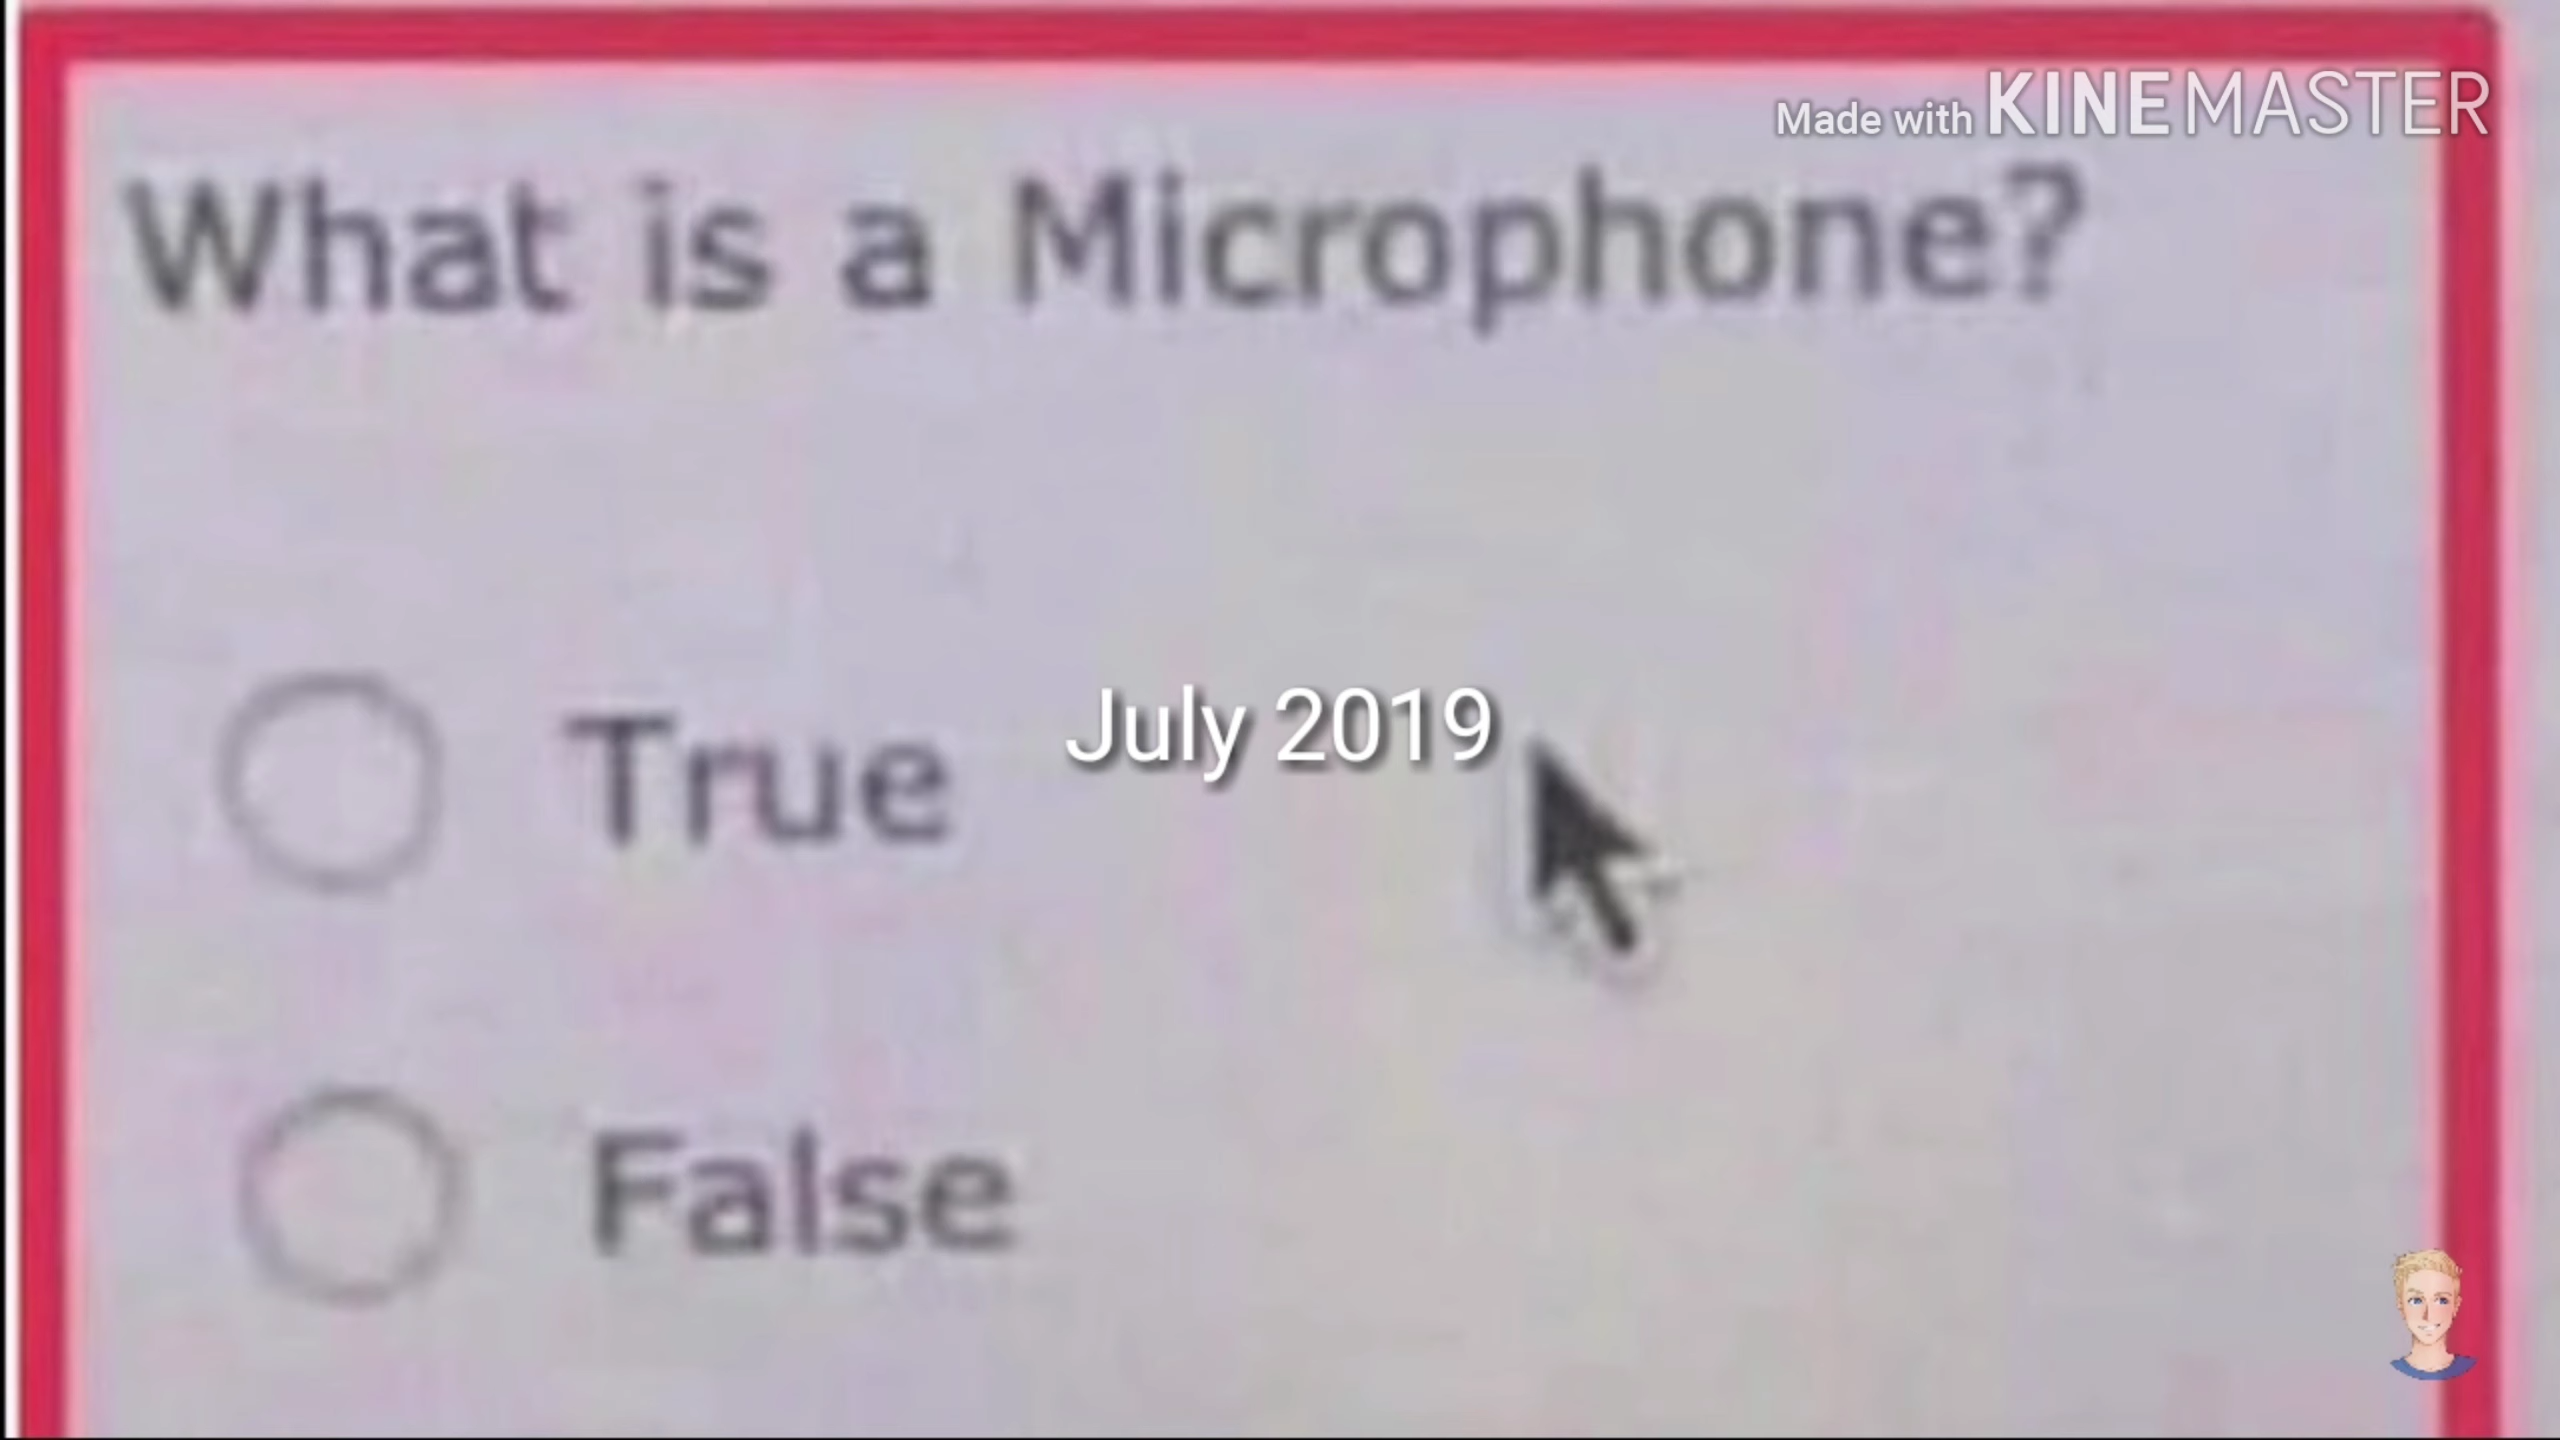 Made with KINEMASTER
What is a Microphone?
True
July 2019
False